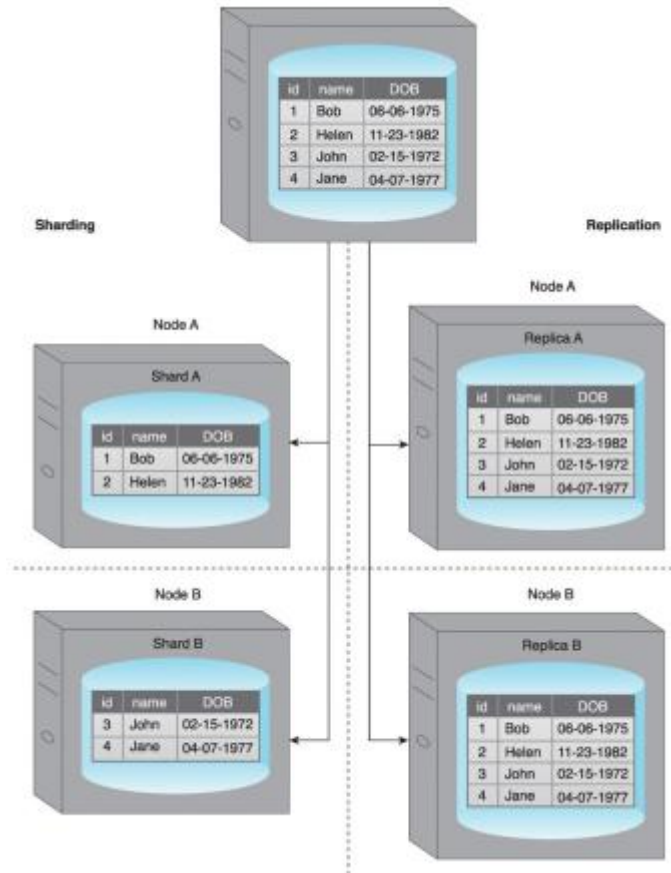 id name DOB
1 Bob 06-06-1975
2 Helen 11-23-1982
3 John 02-15-1972
4 Jane 04-07-1977
Sharding
Replication
Node A
Shard A
id name DOB
1 Bob 06-06-1975
2 Helen 11-23-1982
Node A
Replica A
id name DOB
1 Bob 06-06-1975
2 Helen 11-23-1982
3 John 02-15-1972
4 Jane 04-07-1977
Node B
Shard B
id name DOB
3 John 02-15-1972
4 Jane 04-07-1977
Node B
Replica B
id name DOB
1 Bob 06-06-1975
2 Helen 11-23-1982
3 John 02-15-1972
4 Jane 04-07-1977